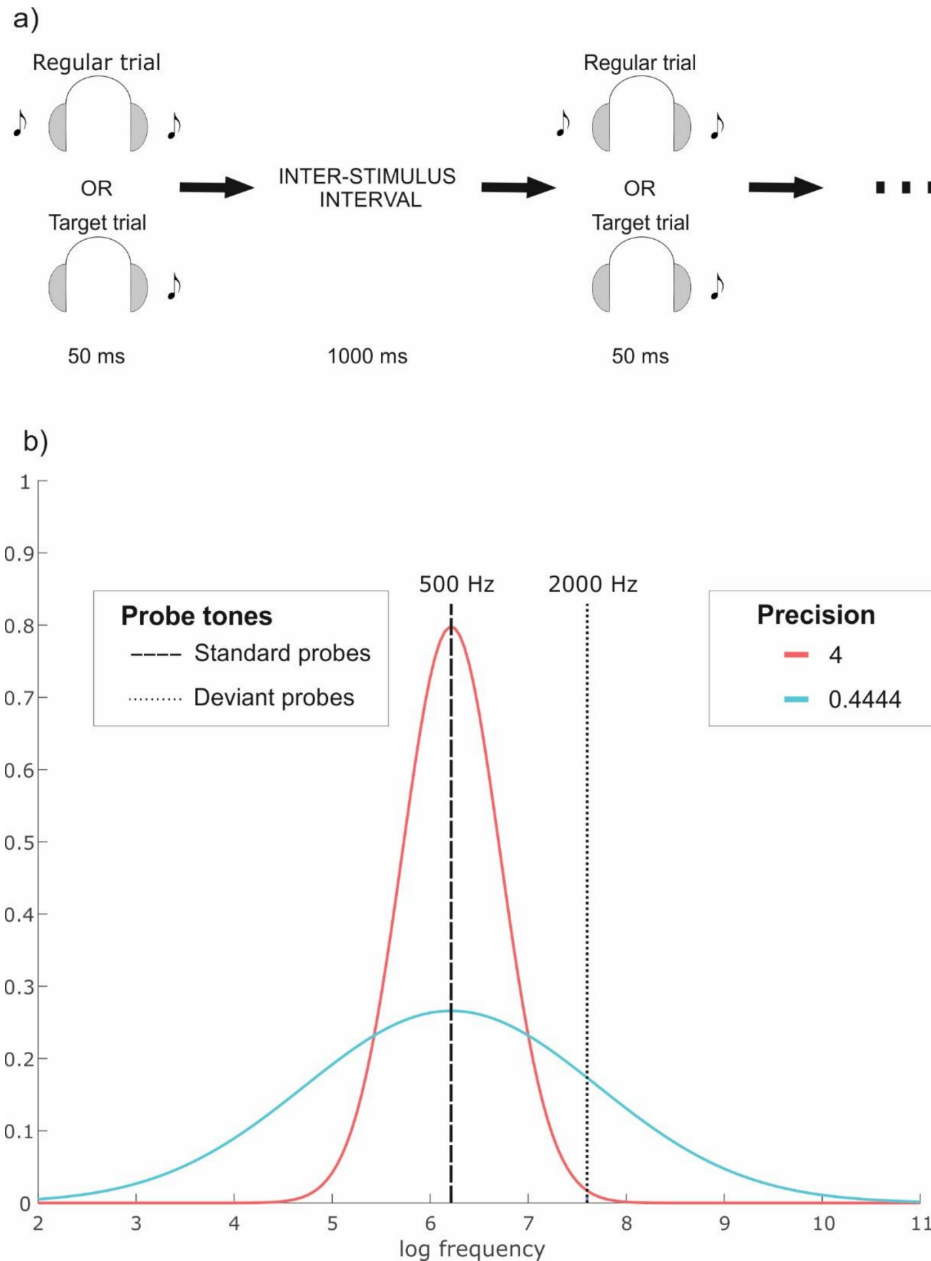 a)
Regular trial
Regular trial
OR
INTER-STIMULUS
INTERVAL
OR
Target trial
Target trial
50 ms
1000 ms
50 ms
b)
1
0.9
0.8
0.7
0.6
0.5
0.4
0.3
0.2
0.1
0
500 Hz
2000 Hz
Probe tones
Standard probes
Deviant probes
Precision
4
0.4444
2 3 4 5 6 7 8 9 10 11
log frequency